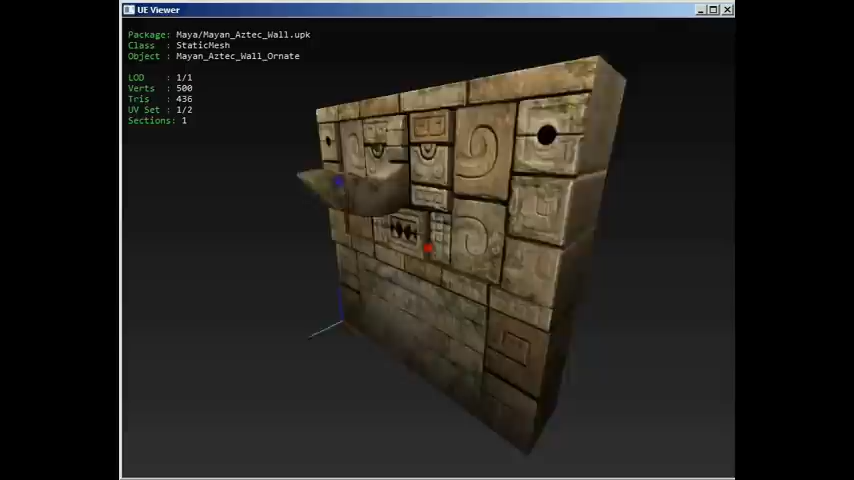 UE Viewer
Package: Maya/Mayan_Aztec_Wall.upk
Class : StaticMesh
Object : Mayan_Aztec_Wall_Ornate
LOD : 1/1
Verts : 500
Tris : 436
UV Set : 1/2
Sections: 1